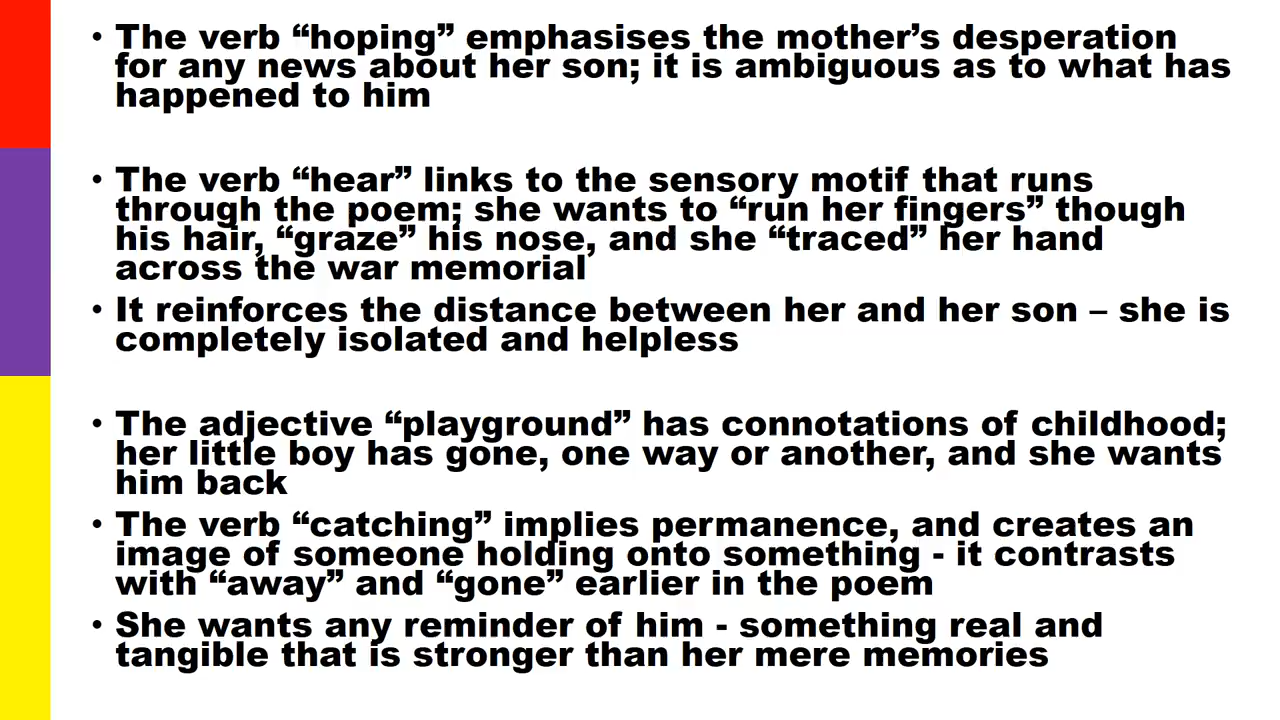 • The verb “hoping” emphasises the mother’s desperation
for any news about her son; it is ambiguous as to what has
happened to him
• The verb “hear” links to the sensory motif that runs
through the poem; she wants to “run her fingers” though
his hair, “graze” his nose, and she “traced” her hand
across the war memorial
• It reinforces the distance between her and her son – she is
completely isolated and helpless
• The adjective “playground” has connotations of childhood;
her little boy has gone, one way or another, and she wants
him back
• The verb “catching” implies permanence, and creates an
image of someone holding onto something - it contrasts
with “away” and “gone” earlier in the poem
• She wants any reminder of him - something real and
tangible that is stronger than her mere memories